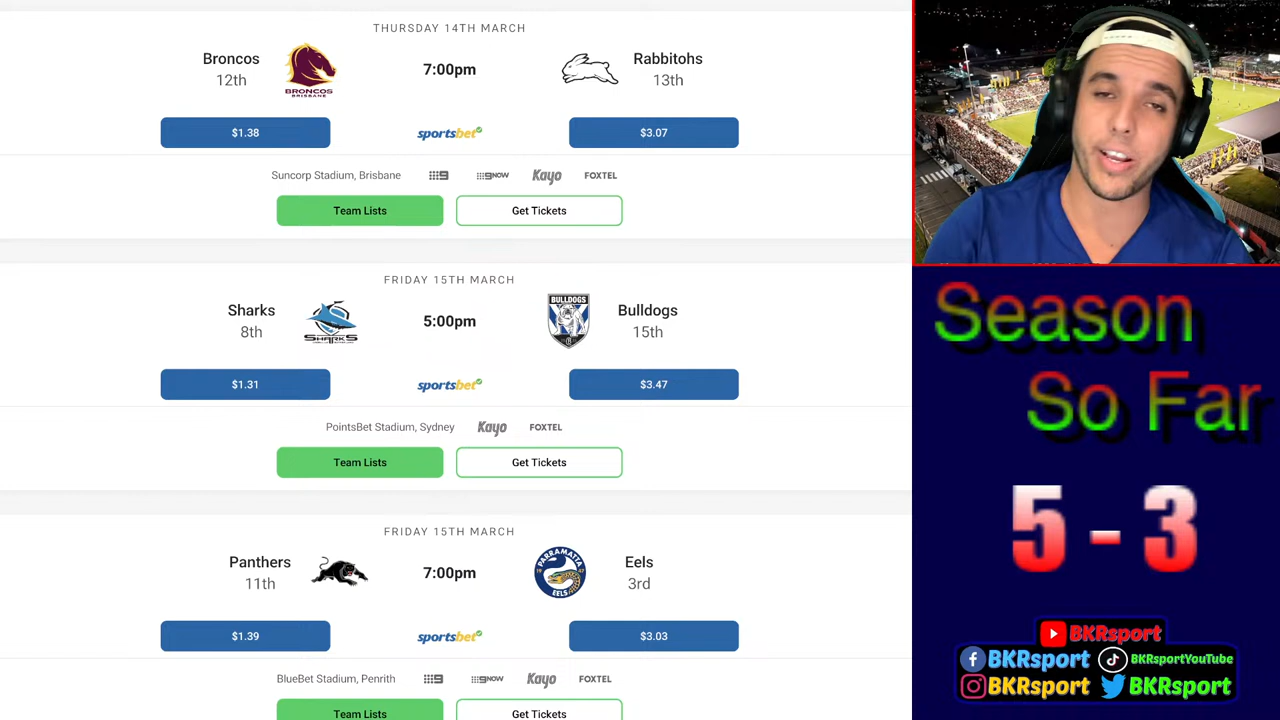 THURSDAY 14TH MARCH
Broncos
12th
BRONCOS
BRISBANE
7:00pm
Rabbitohs
13th
$1.38
sportsbet
$3.07
Suncorp Stadium, Brisbane
9
9NOW
Kayo
FOXTEL
Team Lists
Get Tickets
FRIDAY 15TH MARCH
Sharks
8th
SHARKS
5:00pm
BULLDOGS
Bulldogs
15th
$1.31
sportsbet
$3.47
PointsBet Stadium, Sydney
Kayo
FOXTEL
Team Lists
Get Tickets
FRIDAY 15TH MARCH
Panthers
11th
7:00pm
PARRAMATTA
1947
EELS
Eels
3rd
$1.39
sportsbet
$3.03
BlueBet Stadium, Penrith
9
9NOW
Kayo
FOXTEL
Team Lists
Get Tickets
Season
So Far
5 - 3
BKRsport
BKRsport
BKRsportYouTube
BKRsport
BKRsport